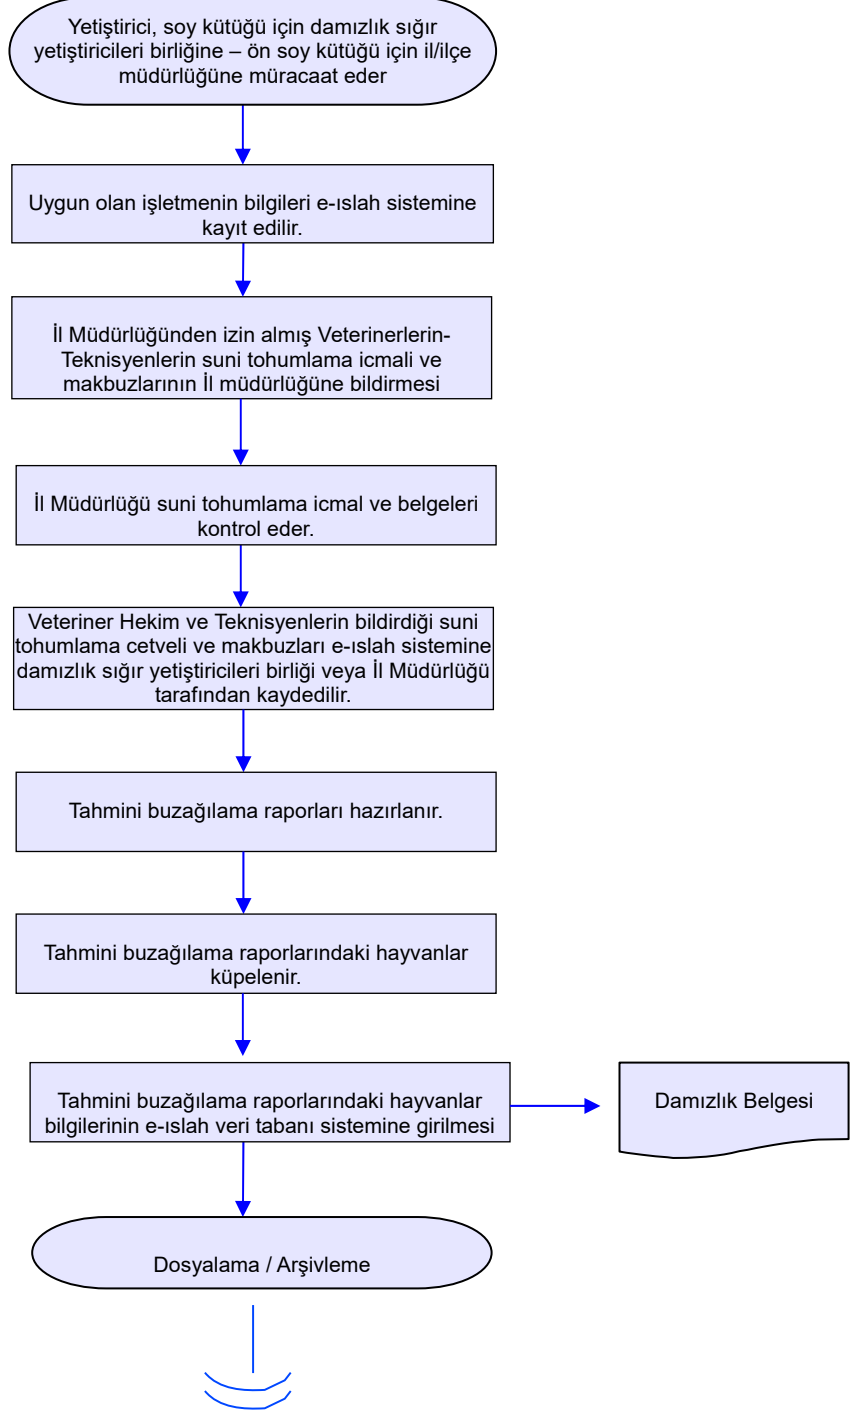 Yetiştirici, soy kütüğü için damızlık sığır
yetiştiricileri birliğine – ön soy kütüğü için il/ilçe
müdürlüğüne müracaat eder
Uygun olan işletmenin bilgileri e-ıslah sistemine
kayıt edilir.
İl Müdürlüğünden izin almış Veterinerlerin-
Teknisyenlerin suni tohumlama icmali ve
makbuzlarının İl müdürlüğüne bildirmesi
İl Müdürlüğü suni tohumlama icmal ve belgeleri
kontrol eder.
Veteriner Hekim ve Teknisyenlerin bildirdiği suni
tohumlama cetveli ve makbuzları e-ıslah sistemine
damızlık sığır yetiştiricileri birliği veya İl Müdürlüğü
tarafından kaydedilir.
Tahmini buzağılama raporları hazırlanır.
Tahmini buzağılama raporlarındaki hayvanlar
küpelenir.
Tahmini buzağılama raporlarındaki hayvanlar
bilgilerinin e-ıslah veri tabanı sistemine girilmesi
Damızlık Belgesi
Dosyalama / Arşivleme